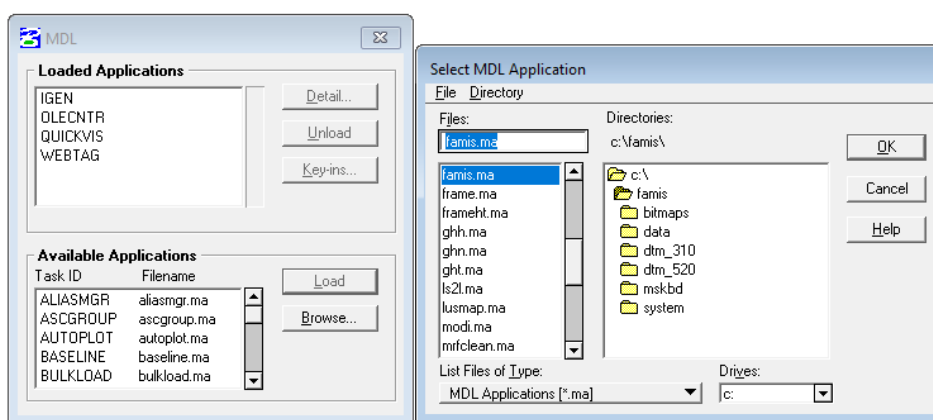 MDL
Loaded Applications
IGEN
OLECNTR
QUICKVIS
WEBTAG
Detail...
Unload
Key-ins...
Available Applications
Task ID Filename
ALIASMGR aliasmgr.ma
ASCGROUP ascgroup.ma
AUTOPLOT autoplot.ma
BASELINE baseline.ma
BULKLOAD bulkload.ma
Load
Browse...
Select MDL Application
File Directory
Files:
famis.ma
famis.ma
frame.ma
frameht.ma
ghh.ma
ghn.ma
ght.ma
ls2l.ma
lusmap.ma
modi.ma
mrfclean.ma
List Files of Type:
MDL Applications [*.ma]
Directories:
c:\famis\
c:\
famis
bitmaps
data
dtm_310
dtm_520
mskbd
system
Drives:
c:
OK
Cancel
Help